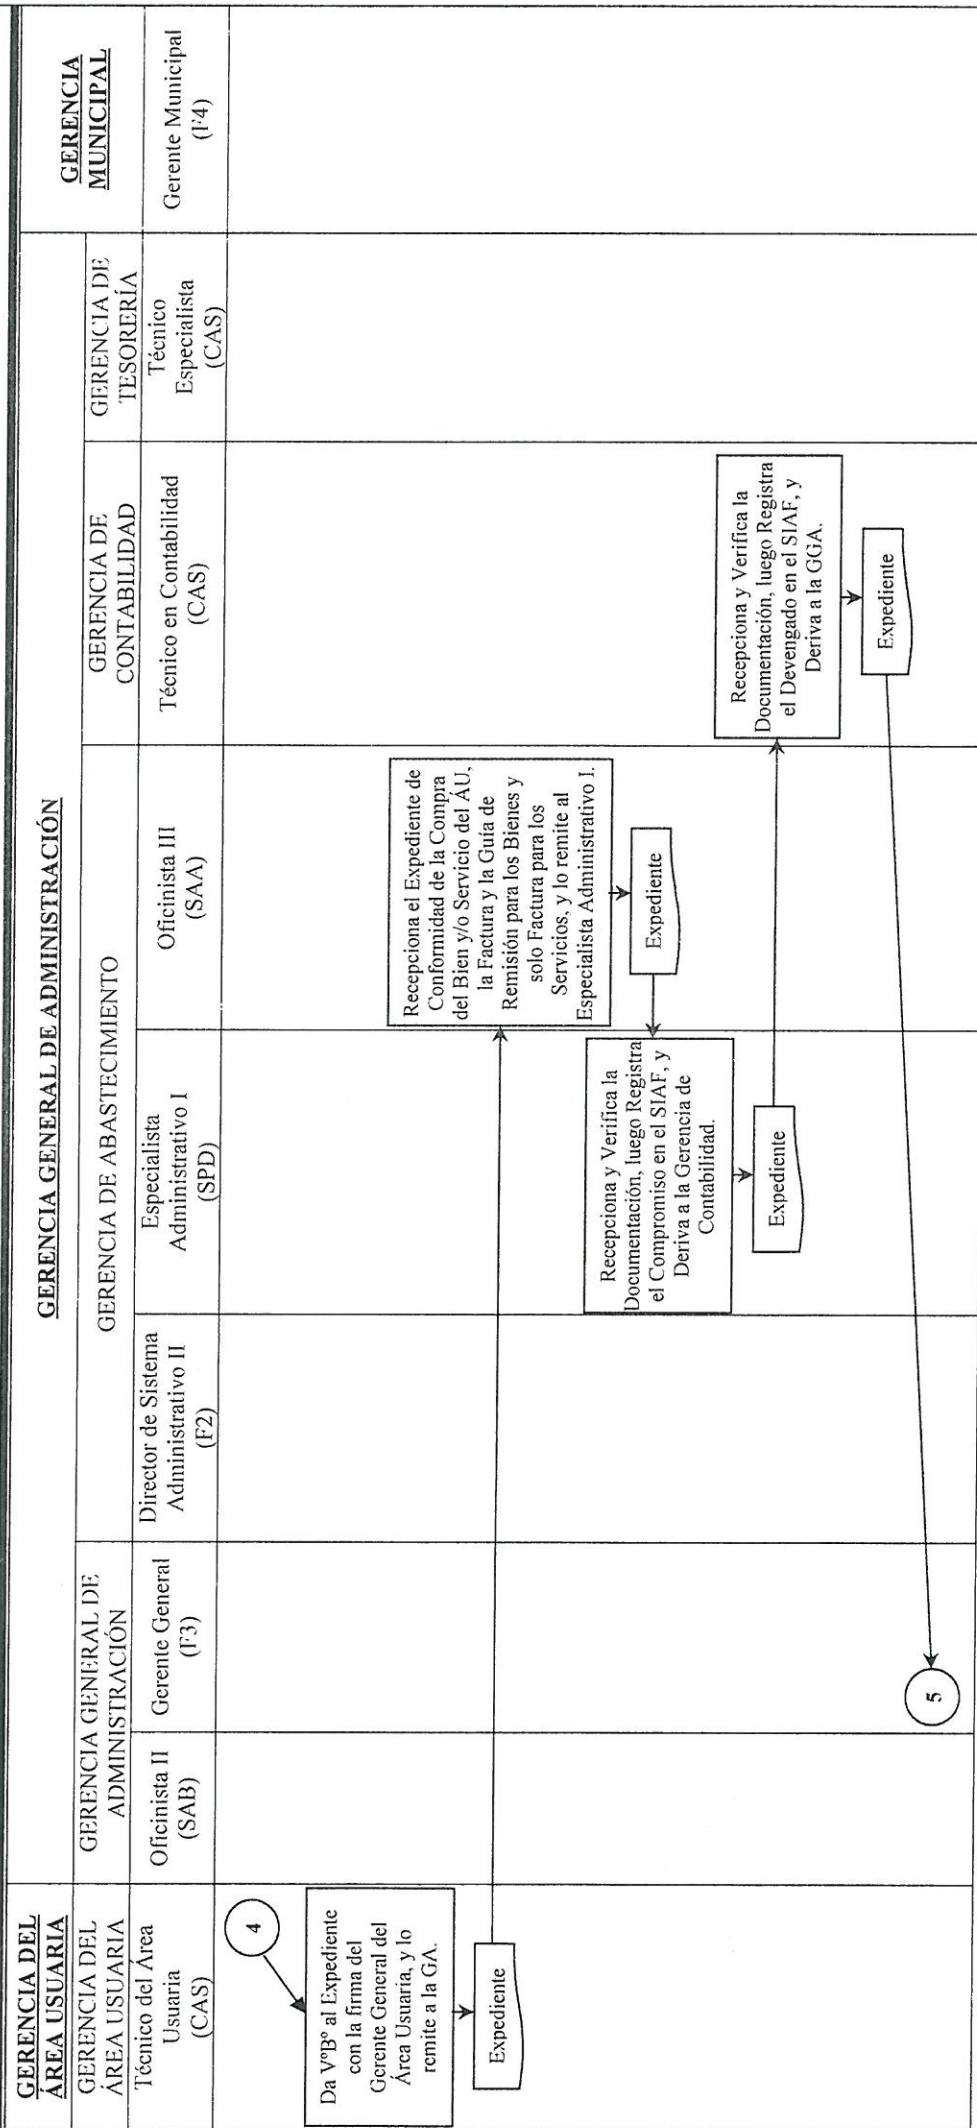 GERENCIA DEL
ÁREA USUARIA
GERENCIA GENERAL DE ADMINISTRACIÓN
GERENCIA
MUNICIPAL
GERENCIA DEL
ÁREA USUARIA
GERENCIA GENERAL DE
ADMINISTRACIÓN
GERENCIA DE ABASTECIMIENTO
GERENCIA DE
CONTABILIDAD
GERENCIA DE
TESORERÍA
Técnico del Área
Usuaria
(CAS)
Oficinista II
(SAB)
Gerente General
(F3)
Director de Sistema
Administrativo II
(F2)
Especialista
Administrativo I
(SPD)
Oficinista III
(SAA)
Técnico en Contabilidad
(CAS)
Técnico
Especialista
(CAS)
Gerente Municipal
(F4)
4
Da VºBº al Expediente
con la firma del
Gerente General del
Área Usuaria, y lo
remite a la GA.
Expediente
Recepciona el Expediente de
Conformidad de la Compra
del Bien y/o Servicio del ÁU,
la Factura y la Guía de
Remisión para los Bienes y
solo Factura para los
Servicios, y lo remite al
Especialista Administrativo I.
Expediente
Recepciona y Verifica la
Documentación, luego Registra
el Compromiso en el SIAF, y
Deriva a la Gerencia de
Contabilidad.
Expediente
Recepciona y Verifica la
Documentación, luego Registra
el Devengado en el SIAF, y
Deriva a la GGA.
Expediente
5